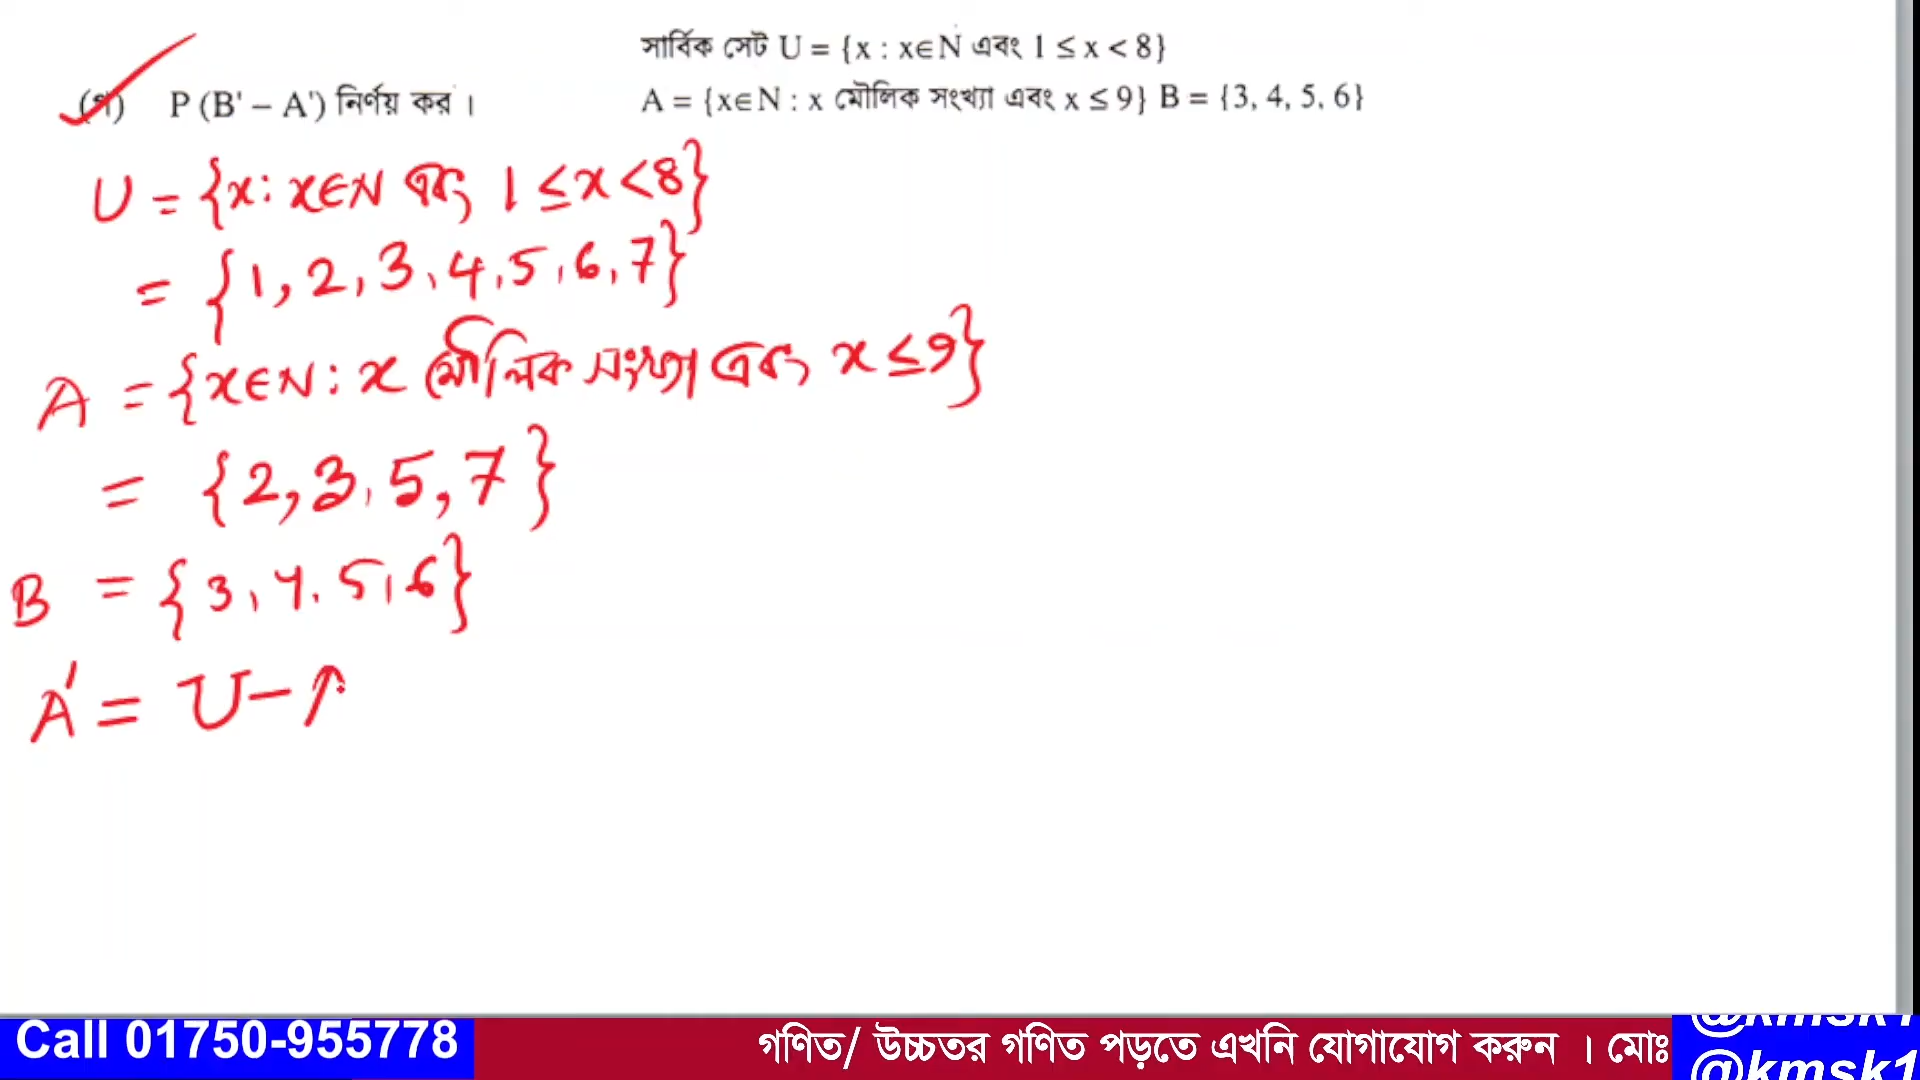 সার্বিক সেট U = {x : x∈N এবং 1 ≤ x < 8}
(গ) P (B' – A') নির্ণয় কর ।
A = {x∈N : x মৌলিক সংখ্যা এবং x ≤ 9} B = {3, 4, 5, 6}
U = {x : x∈N এবং 1 ≤ x < 8}
= {1, 2, 3, 4, 5, 6, 7}
A = {x∈N : x মৌলিক সংখ্যা এবং x ≤ 9}
= {2, 3, 5, 7}
B = {3, 4, 5, 6}
A' = U –
Call 01750-955778
গণিত/ উচ্চতর গণিত পড়তে এখনি যোগাযোগ করুন । মোঃ
@kmsk1
@kmsk1